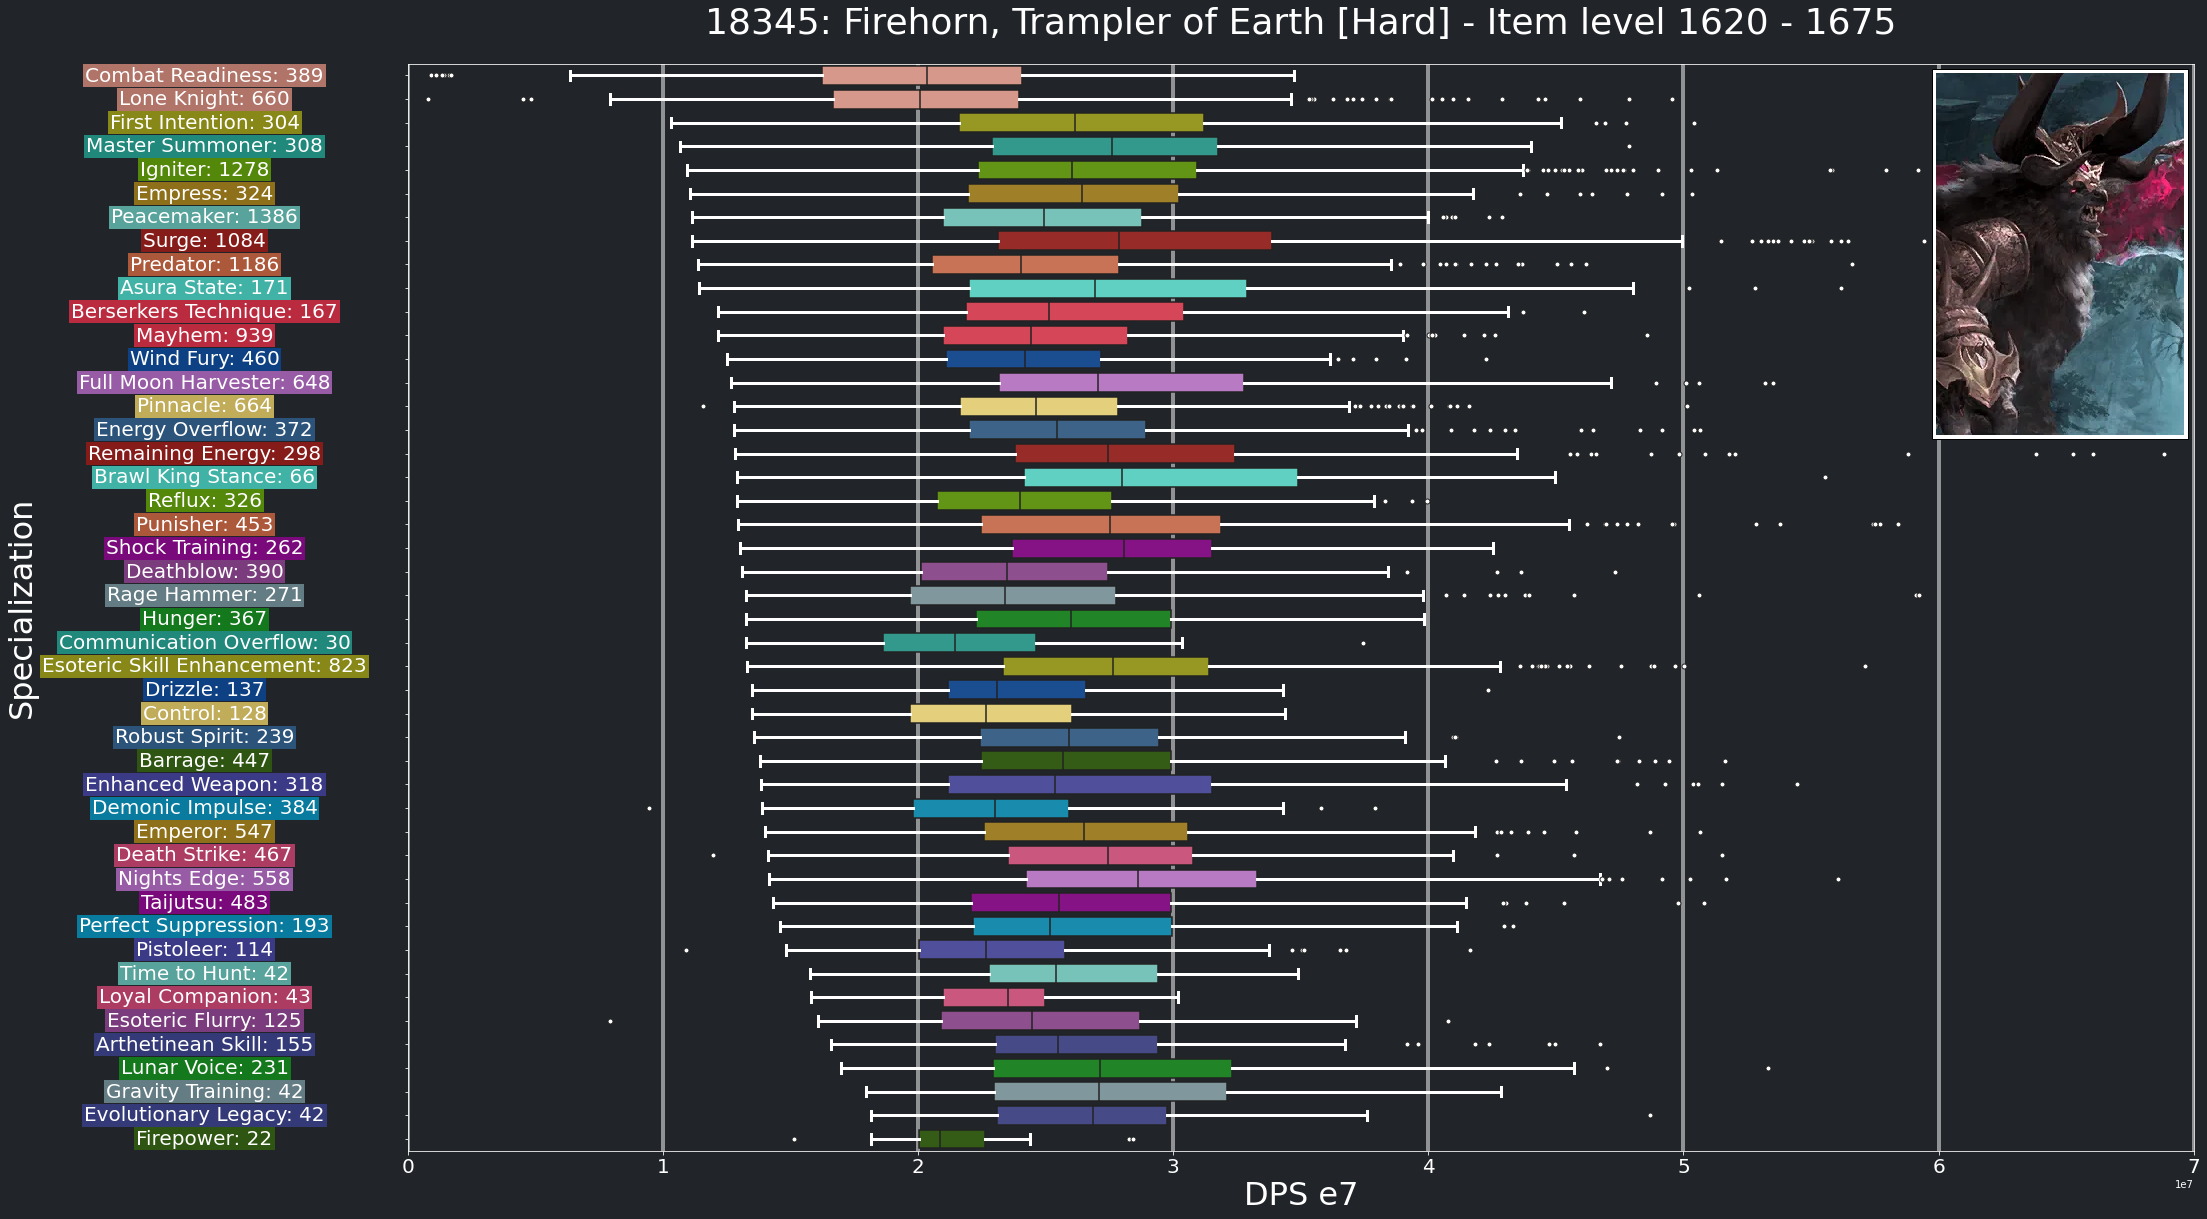 18345: Firehorn, Trampler of Earth [Hard] - Item level 1620 - 1675
Specialization
Combat Readiness: 389
Lone Knight: 660
First Intention: 304
Master Summoner: 308
Igniter: 1278
Empress: 324
Peacemaker: 1386
Surge: 1084
Predator: 1186
Asura State: 171
Berserkers Technique: 167
Mayhem: 939
Wind Fury: 460
Full Moon Harvester: 648
Pinnacle: 664
Energy Overflow: 372
Remaining Energy: 298
Brawl King Stance: 66
Reflux: 326
Punisher: 453
Shock Training: 262
Deathblow: 390
Rage Hammer: 271
Hunger: 367
Communication Overflow: 30
Esoteric Skill Enhancement: 823
Drizzle: 137
Control: 128
Robust Spirit: 239
Barrage: 447
Enhanced Weapon: 318
Demonic Impulse: 384
Emperor: 547
Death Strike: 467
Nights Edge: 558
Taijutsu: 483
Perfect Suppression: 193
Pistoleer: 114
Time to Hunt: 42
Loyal Companion: 43
Esoteric Flurry: 125
Arthetinean Skill: 155
Lunar Voice: 231
Gravity Training: 42
Evolutionary Legacy: 42
Firepower: 22
0 1 2 3 4 5 6 7
DPS e7
1e7